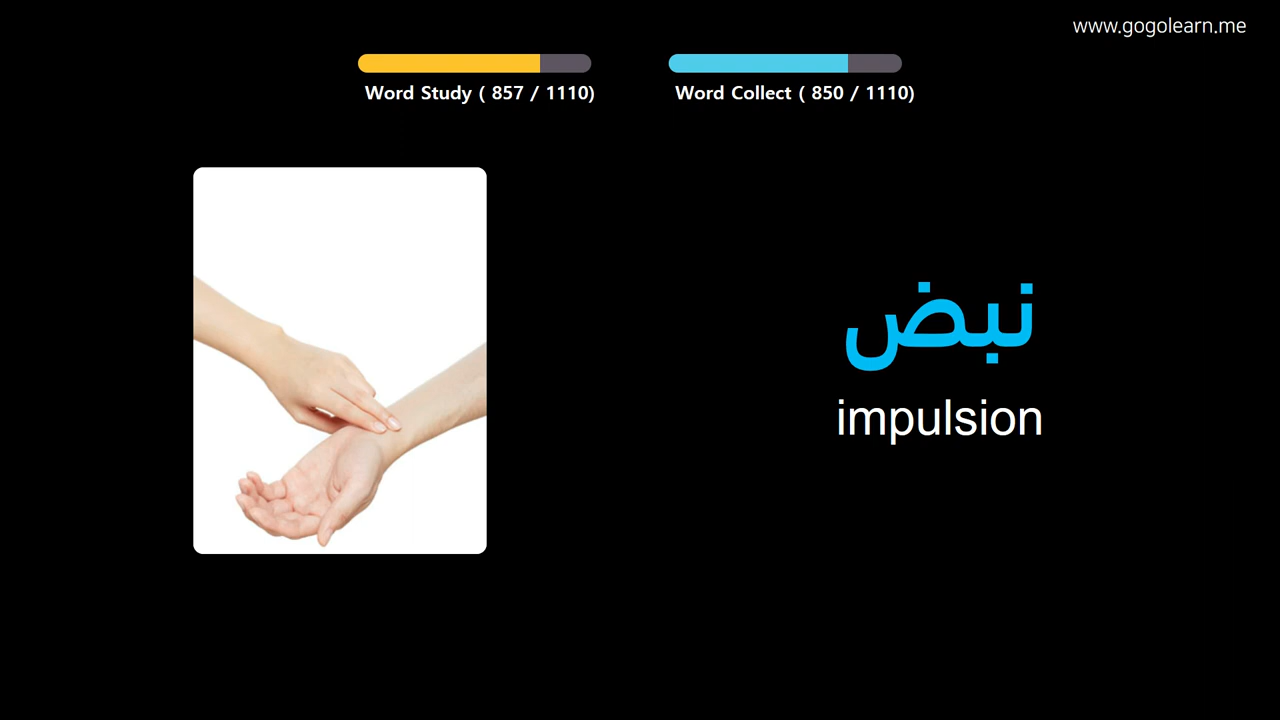 www.gogolearn.me
Word Study ( 857 / 1110)
Word Collect ( 850 / 1110)
نبض
impulsion